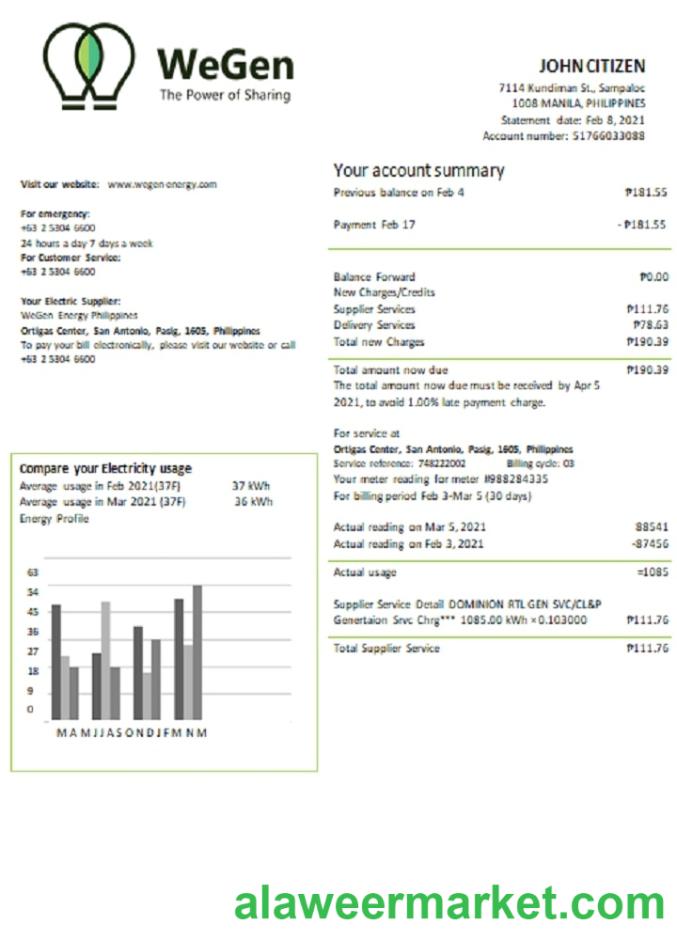 WeGen
The Power of Sharing
JOHN CITIZEN
7114 Kundiman St., Sampaloc
1008 MANILA, PHILIPPINES
Statement date: Feb 8, 2021
Account number: 51766033088
Visit our website: www.wegen-energy.com
For emergency:
+63 2 5304 6600
24 hours a day 7 days a week
For Customer Service:
+63 2 5304 6600
Your Electric Supplier:
WeGen Energy Philippines
Ortigas Center, San Antonio, Pasig, 1605, Philippines
To pay your bill electronically, please visit our website or call
+63 2 5304 6600
Your account summary
Previous balance on Feb 4 ₱181.55
Payment Feb 17 - ₱181.55
Balance Forward ₱0.00
New Charges/Credits
Supplier Services ₱111.76
Delivery Services ₱78.63
Total new Charges ₱190.39
Total amount now due ₱190.39
The total amount now due must be received by Apr 5
2021, to avoid 1.00% late payment charge.
For service at
Ortigas Center, San Antonio, Pasig, 1605, Philippines
Service reference: 748222002 Billing cycle: 03
Your meter reading for meter #988284335
For billing period Feb 3-Mar 5 (30 days)
Actual reading on Mar 5, 2021 88541
Actual reading on Feb 3, 2021 -87456
Actual usage =1085
Supplier Service Detail DOMINION RTL GEN SVC/CL&P
Genertaion Srvc Chrg*** 1085.00 kWh × 0.103000 ₱111.76
Total Supplier Service ₱111.76
Compare your Electricity usage
Average usage in Feb 2021(37F) 37 kWh
Average usage in Mar 2021 (37F) 36 kWh
Energy Profile
63
54
45
36
27
18
9
0
M A M J J A S O N D J F M N M
alaweermarket.com